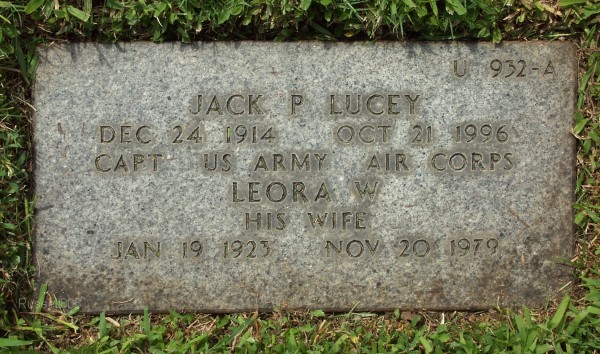 U 932-A
JACK P LUCEY
DEC 24 1914 OCT 21 1996
CAPT US ARMY AIR CORPS
LEORA W
HIS WIFE
JAN 19 1923 NOV 20 1979